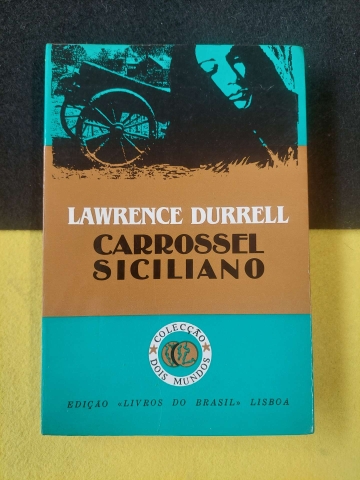 LAWRENCE DURRELL
CARROSSEL
SICILIANO
COLECÇÃO
DOIS MUNDOS
EDIÇÃO «LIVROS DO BRASIL» LISBOA